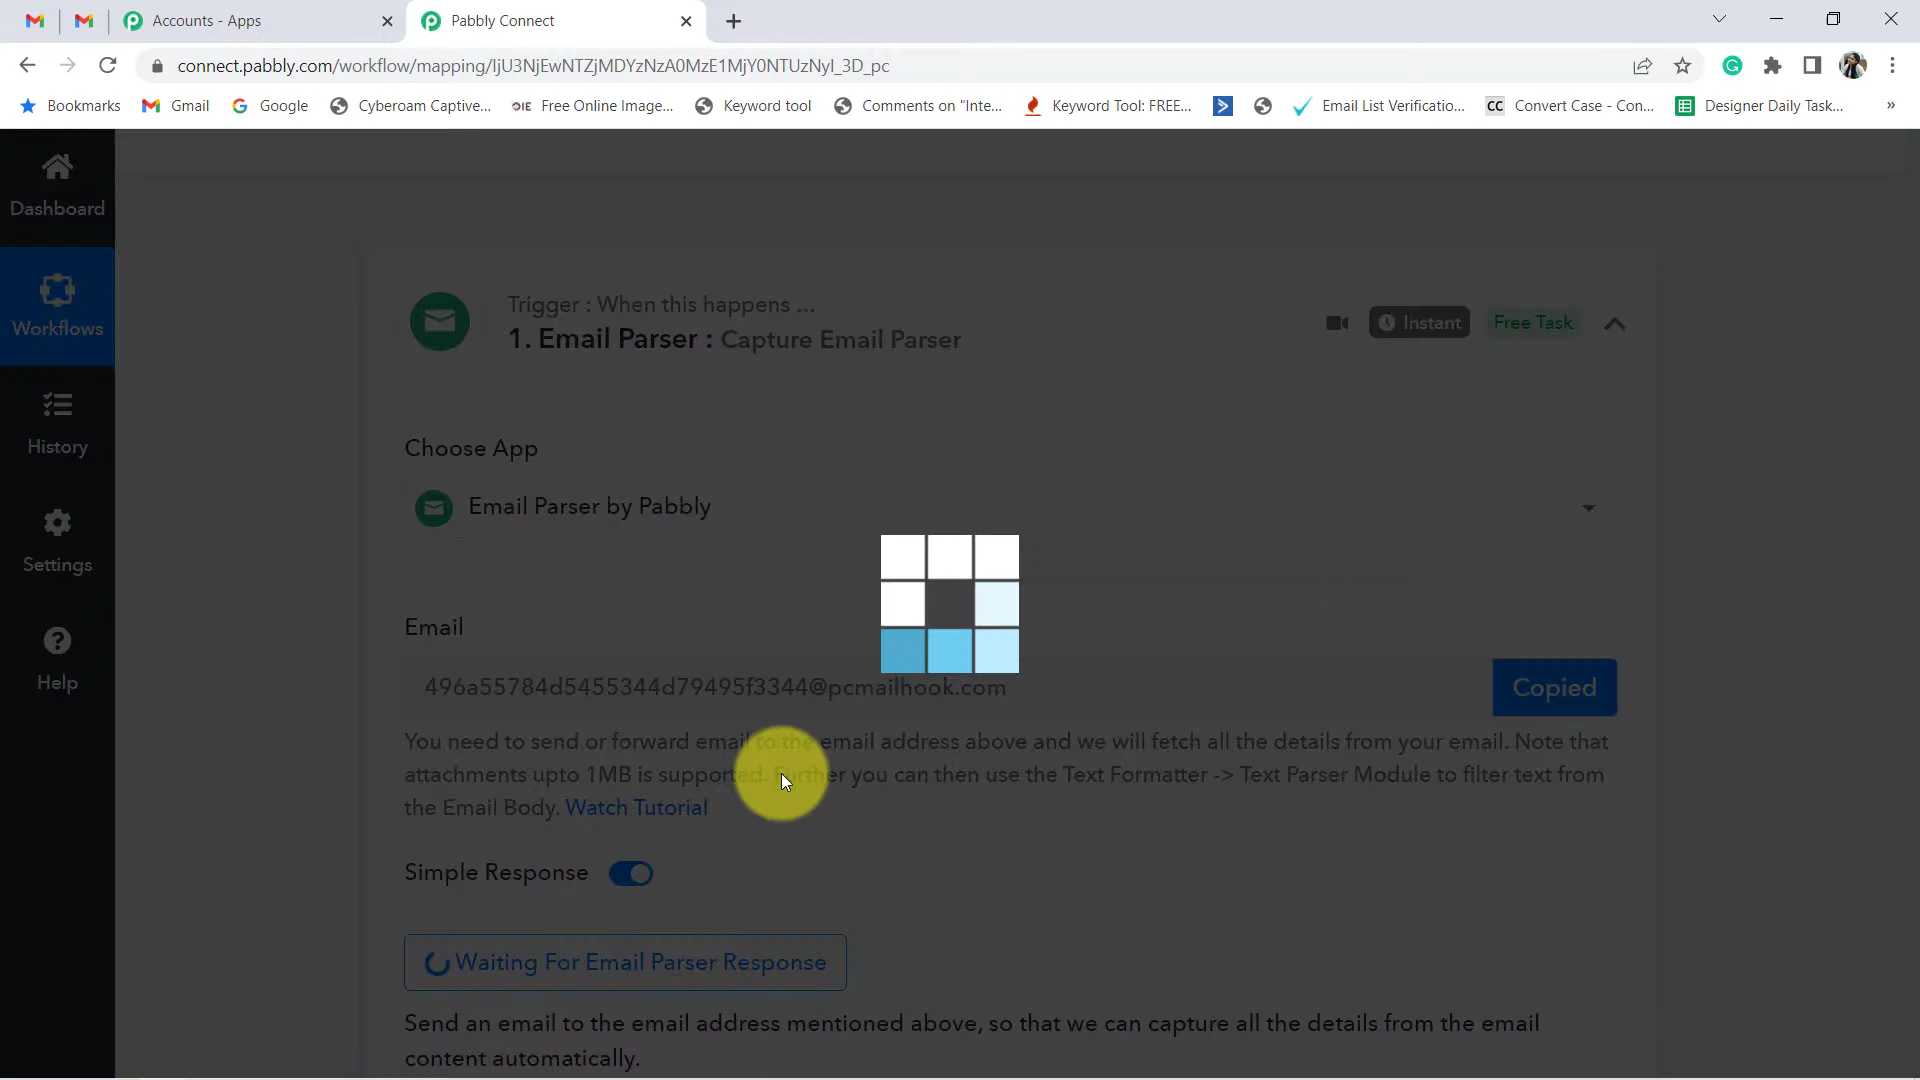 Accounts - Apps
Pabbly Connect
connect.pabbly.com/workflow/mapping/IjU3NjEwNTZjMDYzNzA0MzE1MjY0NTUzNyI_3D_pc
Bookmarks
Gmail
Google
Cyberoam Captive...
OIE Free Online Image...
Keyword tool
Comments on "Inte...
Keyword Tool: FREE...
Email List Verificatio...
CC Convert Case - Con...
Designer Daily Task...
»
Dashboard
Workflows
History
Settings
Help
Trigger : When this happens ...
1. Email Parser : Capture Email Parser
Instant
Free Task
Choose App
Email Parser by Pabbly
Email
496a55784d5455344d79495f3344@pcmailhook.com
Copied
You need to send or forward email to the email address above and we will fetch all the details from your email. Note that
attachments upto 1MB is supported. Further you can then use the Text Formatter -> Text Parser Module to filter text from
the Email Body. Watch Tutorial
Simple Response
Waiting For Email Parser Response
Send an email to the email address mentioned above, so that we can capture all the details from the email
content automatically.